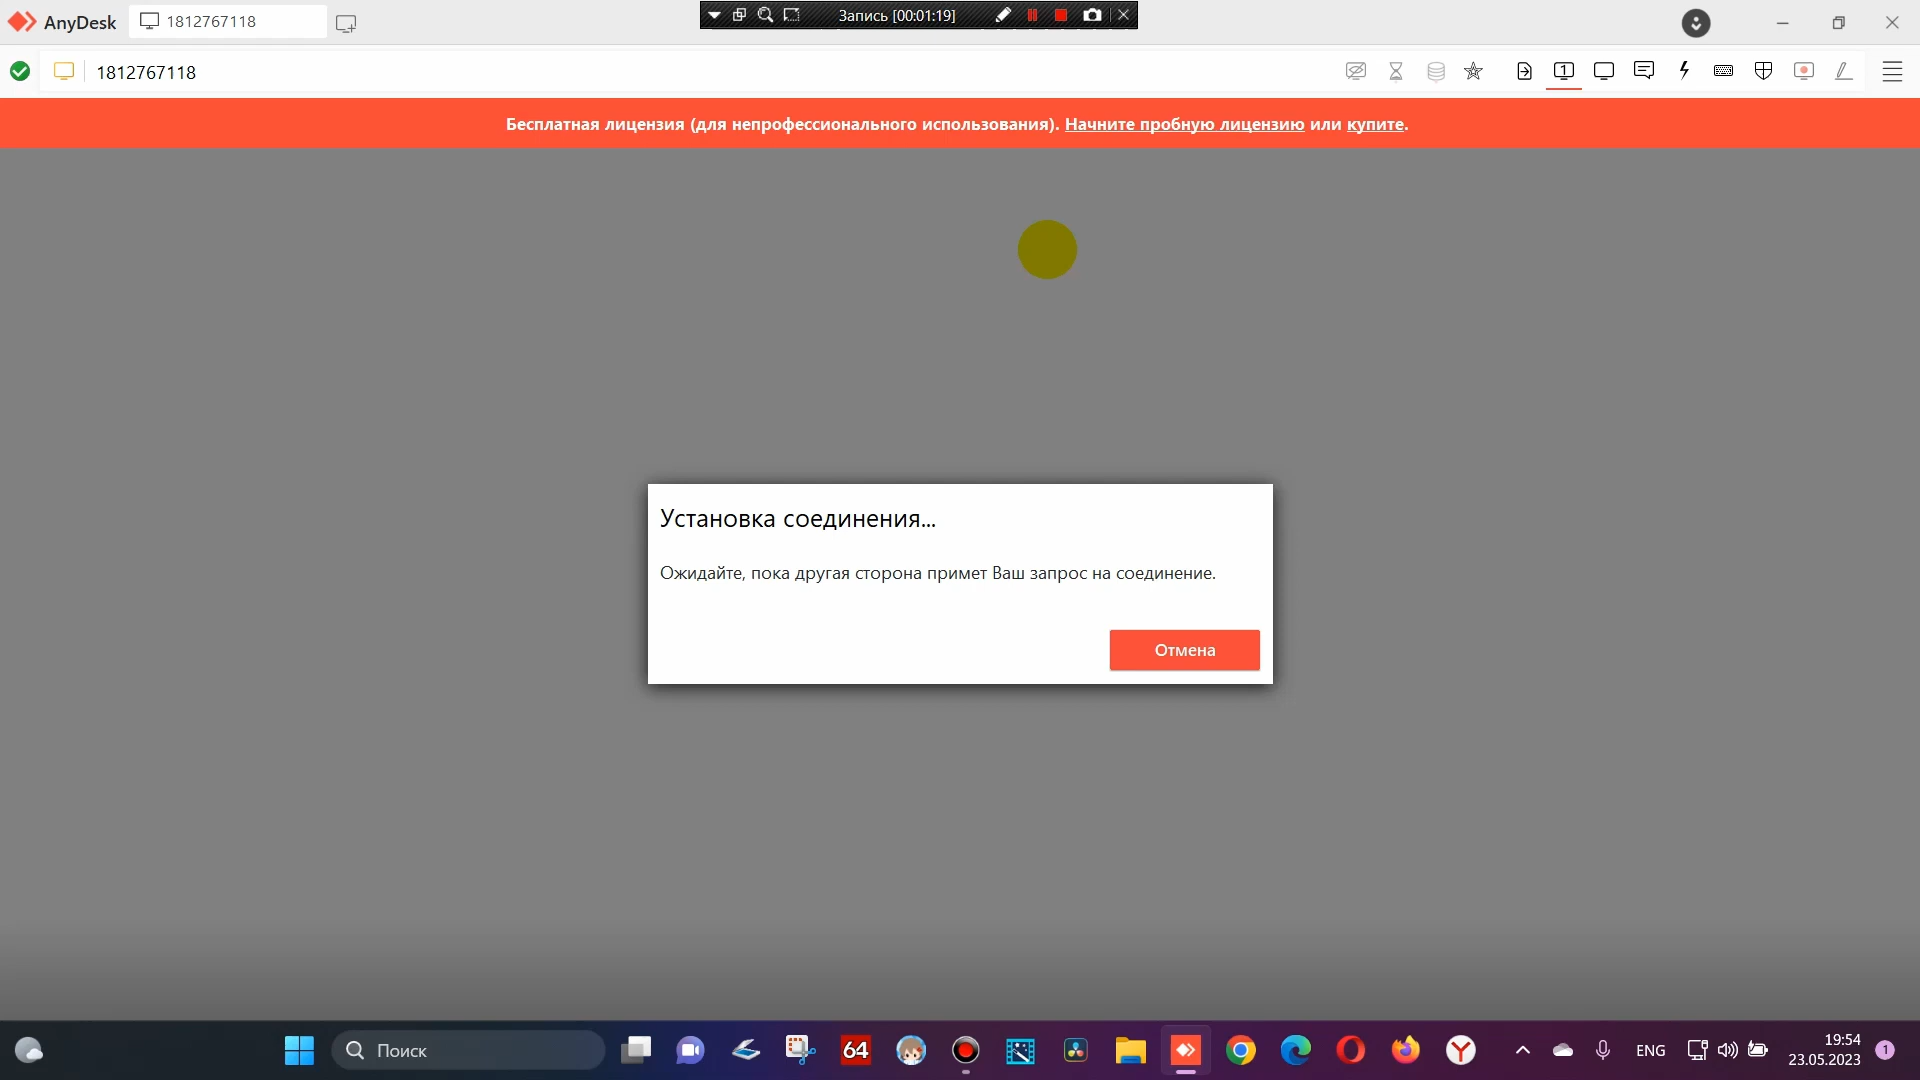 AnyDesk
1812767118
Запись [00:01:19]
1812767118
1
Бесплатная лицензия (для непрофессионального использования). Начните пробную лицензию или купите.
Установка соединения...
Ожидайте, пока другая сторона примет Ваш запрос на соединение.
Отмена
Поиск
64
ENG
19:54
23.05.2023
1